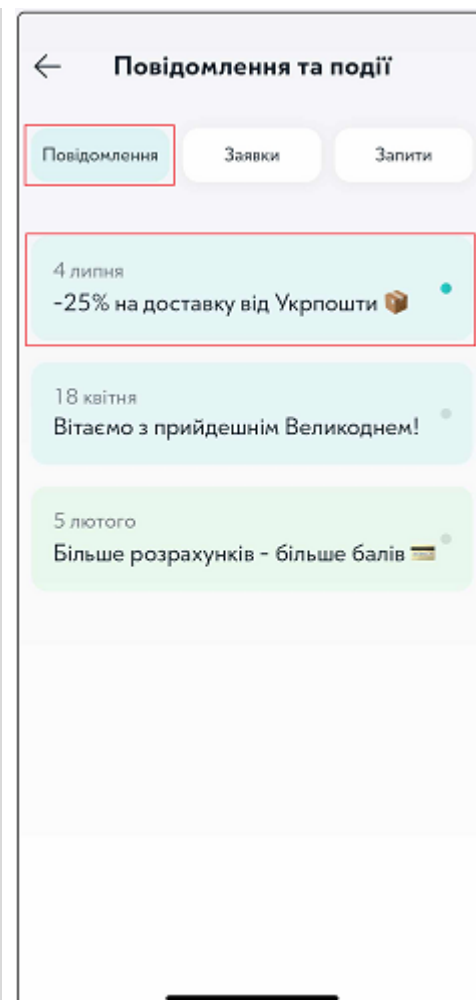 Повідомлення та події
Повідомлення Заявки Запити
4 липня
-25% на доставку від Укрпошти 📦
18 квітня
Вітаємо з прийдешнім Великоднем!
5 лютого
Більше розрахунків - більше балів 💳